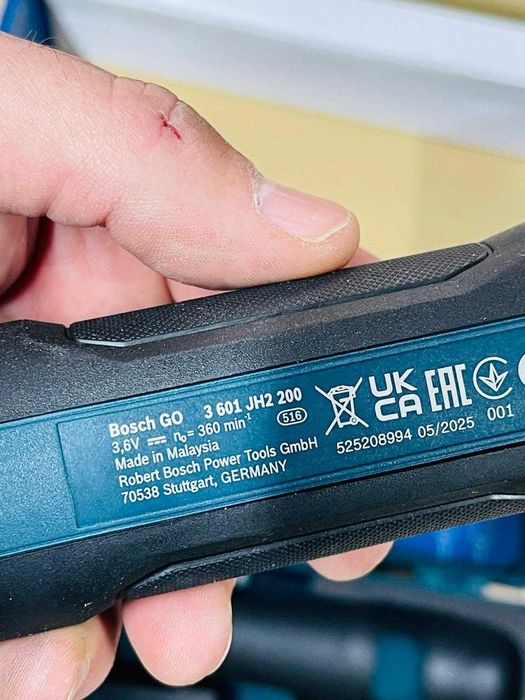 Bosch GO 3 601 JH2 200
3,6V n₀= 360 min⁻¹ 516
Made in Malaysia
Robert Bosch Power Tools GmbH
70538 Stuttgart, GERMANY
UK
CA
EAC
525208994 05/2025 001